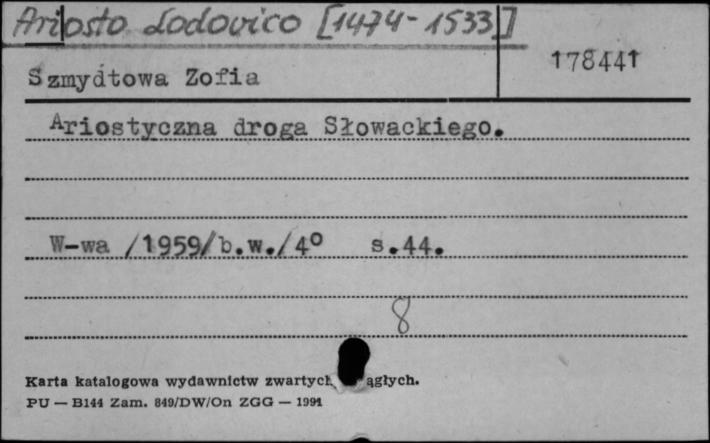 Ariosto Lodovico [1474-1533]
178441
Szmydtowa Zofia
Ariostyczna droga Słowackiego.
W-wa /1959/b.w./4° s.44.
8
Karta katalogowa wydawnictw zwartych ągłych.
PU — B144 Zam. 849/DW/On ZGG — 1991